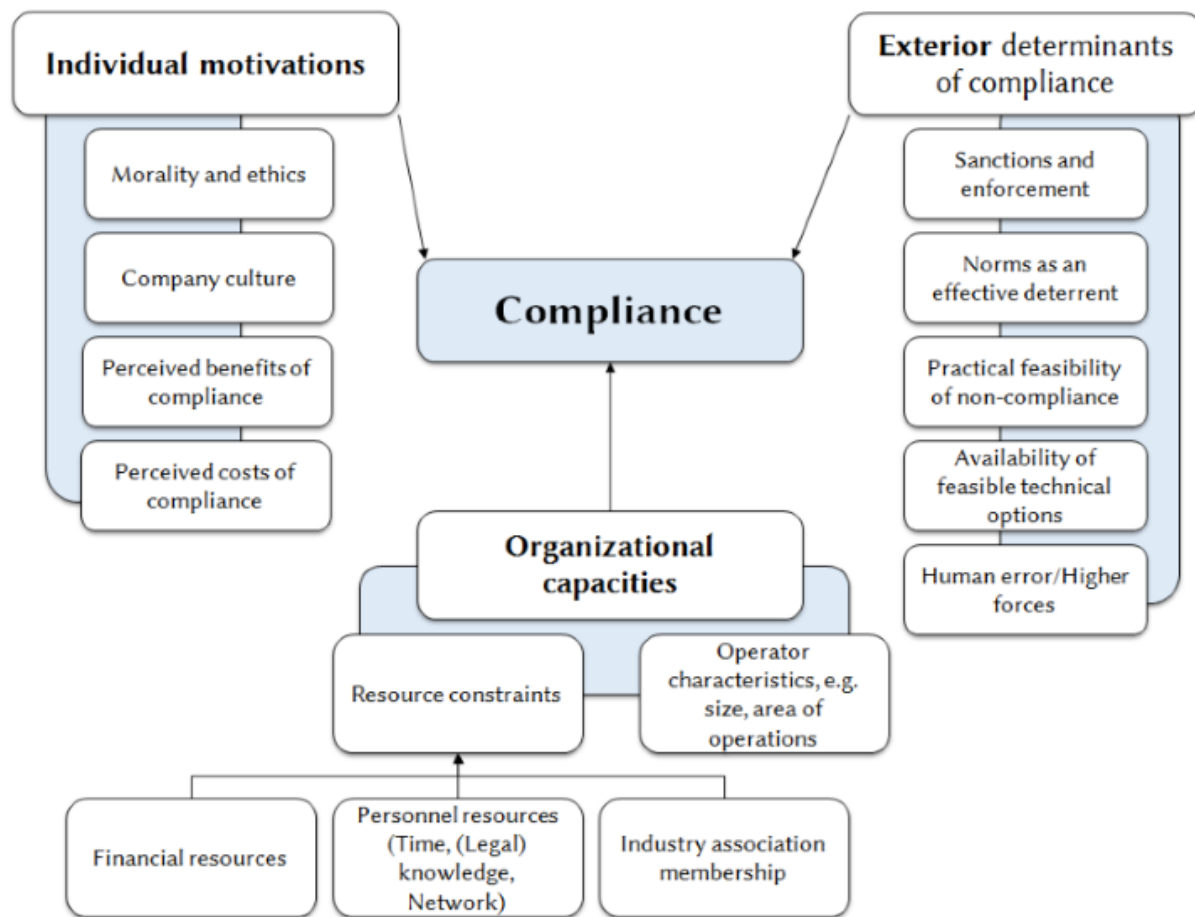 Individual motivations
Morality and ethics
Company culture
Perceived benefits of
compliance
Perceived costs of
compliance
Exterior determinants
of compliance
Sanctions and
enforcement
Norms as an
effective deterrent
Practical feasibility
of non-compliance
Availability of
feasible technical
options
Human error/Higher
forces
Compliance
Organizational
capacities
Resource constraints
Operator
characteristics, e.g.
size, area of
operations
Financial resources
Personnel resources
(Time, (Legal)
knowledge,
Network)
Industry association
membership